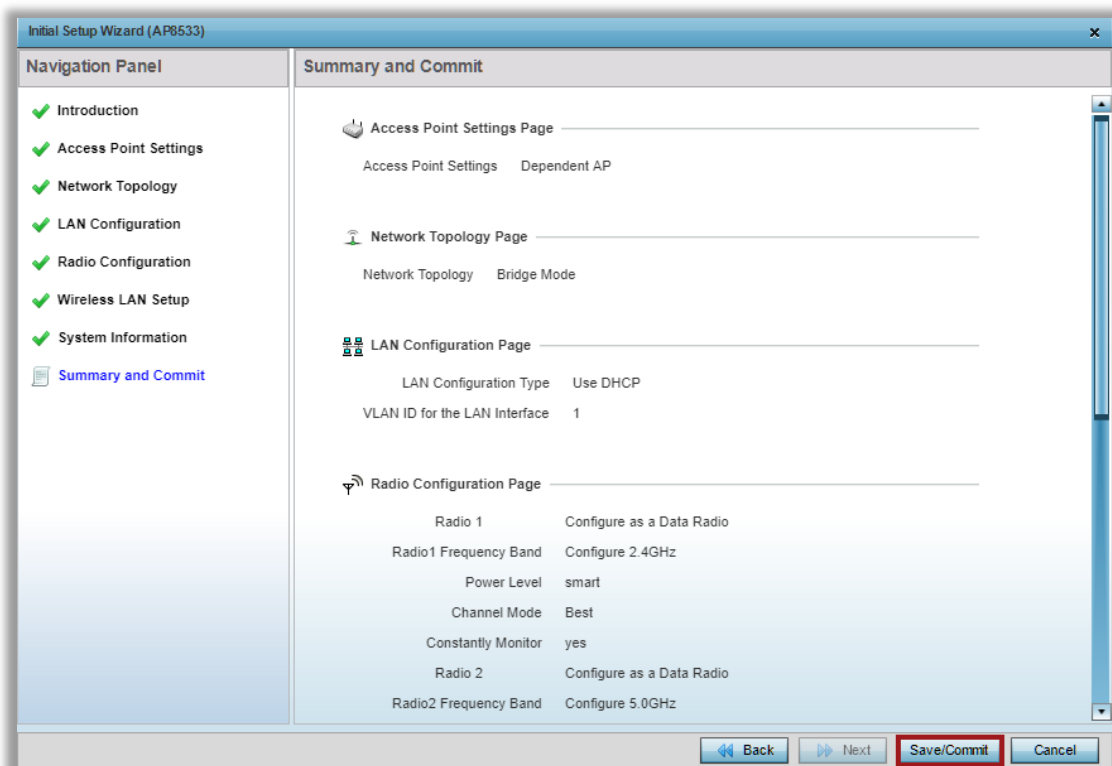 Initial Setup Wizard (AP8533)
Navigation Panel
Introduction
Access Point Settings
Network Topology
LAN Configuration
Radio Configuration
Wireless LAN Setup
System Information
Summary and Commit
Summary and Commit
Access Point Settings Page
Access Point Settings Dependent AP
Network Topology Page
Network Topology Bridge Mode
LAN Configuration Page
LAN Configuration Type Use DHCP
VLAN ID for the LAN Interface 1
Radio Configuration Page
Radio 1 Configure as a Data Radio
Radio1 Frequency Band Configure 2.4GHz
Power Level smart
Channel Mode Best
Constantly Monitor yes
Radio 2 Configure as a Data Radio
Radio2 Frequency Band Configure 5.0GHz
Back Next Save/Commit Cancel